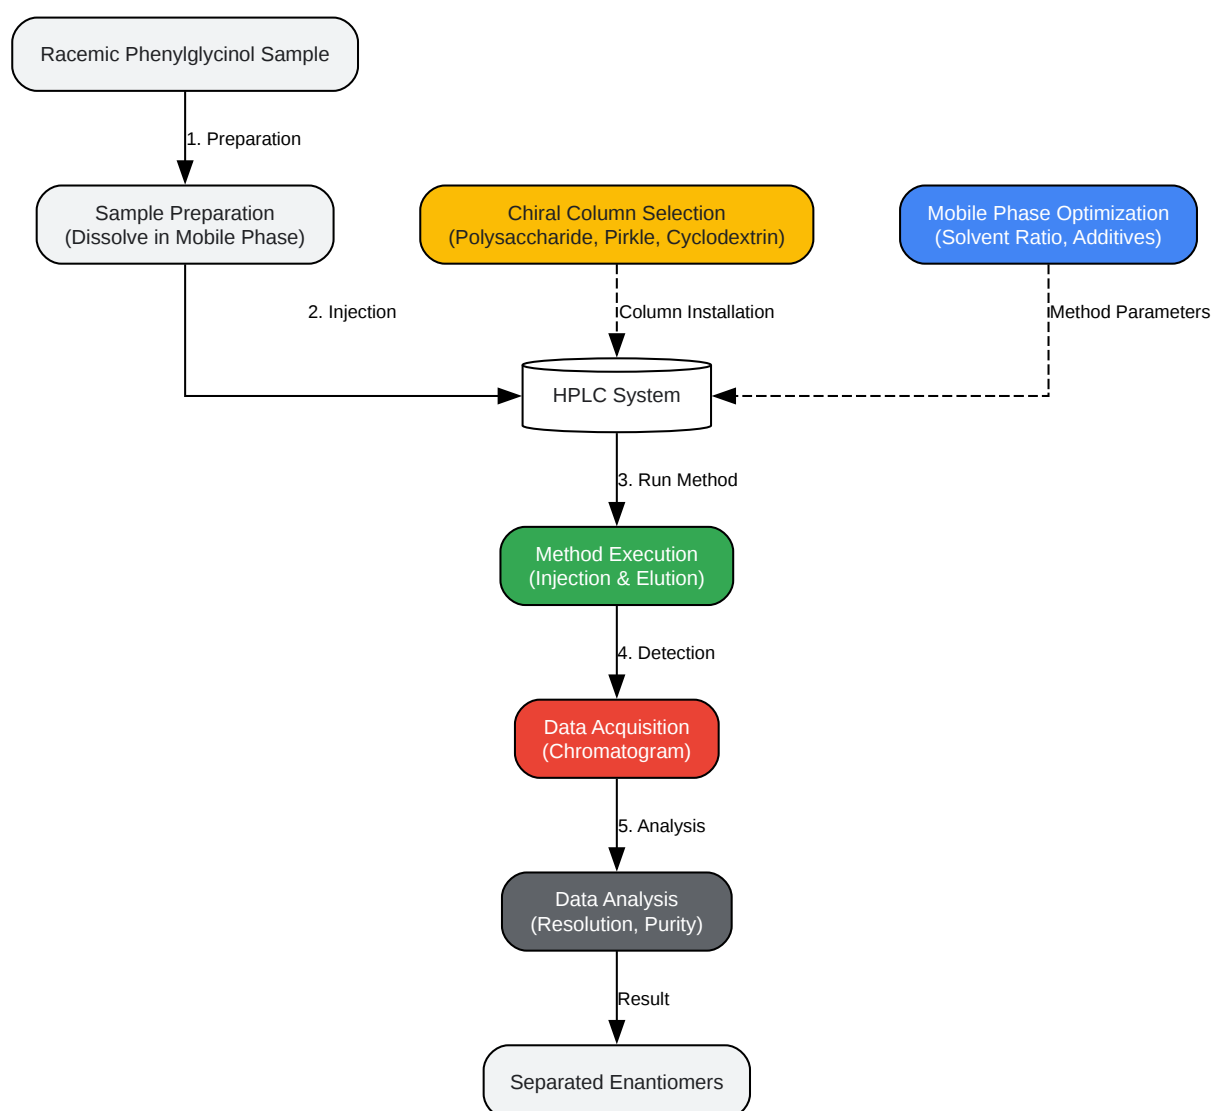 Racemic Phenylglycinol Sample
1. Preparation
Sample Preparation
(Dissolve in Mobile Phase)
Chiral Column Selection
(Polysaccharide, Pirkle, Cyclodextrin)
Mobile Phase Optimization
(Solvent Ratio, Additives)
2. Injection
Column Installation
Method Parameters
HPLC System
3. Run Method
Method Execution
(Injection & Elution)
4. Detection
Data Acquisition
(Chromatogram)
5. Analysis
Data Analysis
(Resolution, Purity)
Result
Separated Enantiomers